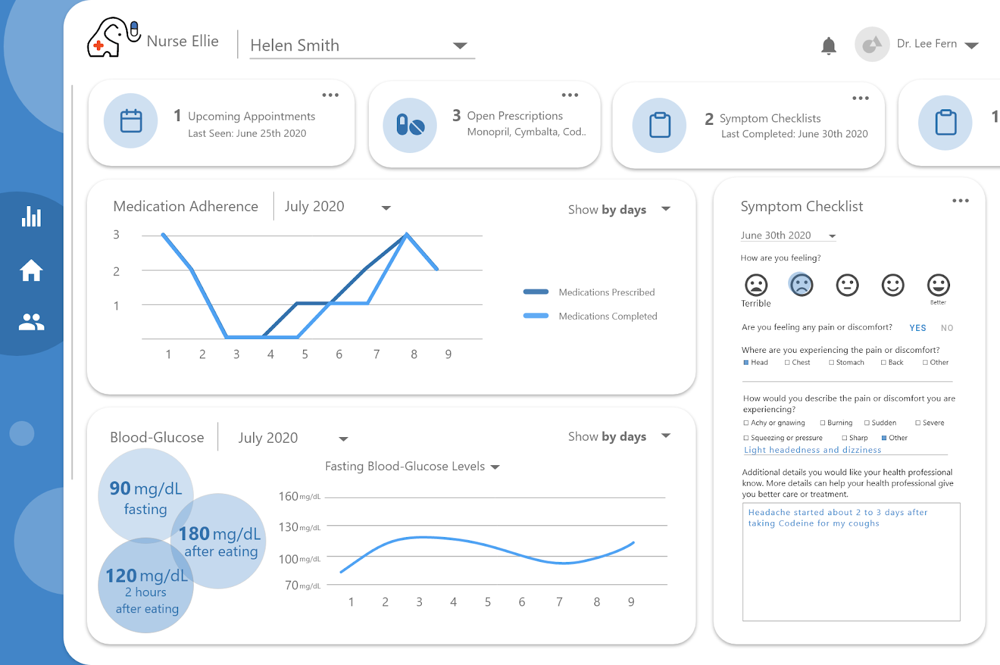 Nurse Ellie
Helen Smith
Dr. Lee Fern
1 Upcoming Appointments
Last Seen: June 25th 2020
3 Open Prescriptions
Monopril, Cymbalta, Cod..
2 Symptom Checklists
Last Completed: June 30th 2020
1
Medication Adherence
July 2020
Show by days
3
2
1
1 2 3 4 5 6 7 8 9
Medications Prescribed
Medications Completed
Blood-Glucose
July 2020
Show by days
90 mg/dL
fasting
180 mg/dL
after eating
120 mg/dL
2 hours
after eating
Fasting Blood-Glucose Levels
160 mg/dL
130 mg/dL
100 mg/dL
70 mg/dL
1 2 3 4 5 6 7 8 9
Symptom Checklist
June 30th 2020
How are you feeling?
Terrible
Better
Are you feeling any pain or discomfort? YES NO
Where are you experiencing the pain or discomfort?
Head Chest Stomach Back Other
How would you describe the pain or discomfort you are
experiencing?
Achy or gnawing Burning Sudden Severe
Squeezing or pressure Sharp Other
Light headedness and dizziness
Additional details you would like your health professional
know. More details can help your health professional give
you better care or treatment.
Headache started about 2 to 3 days after
taking Codeine for my coughs